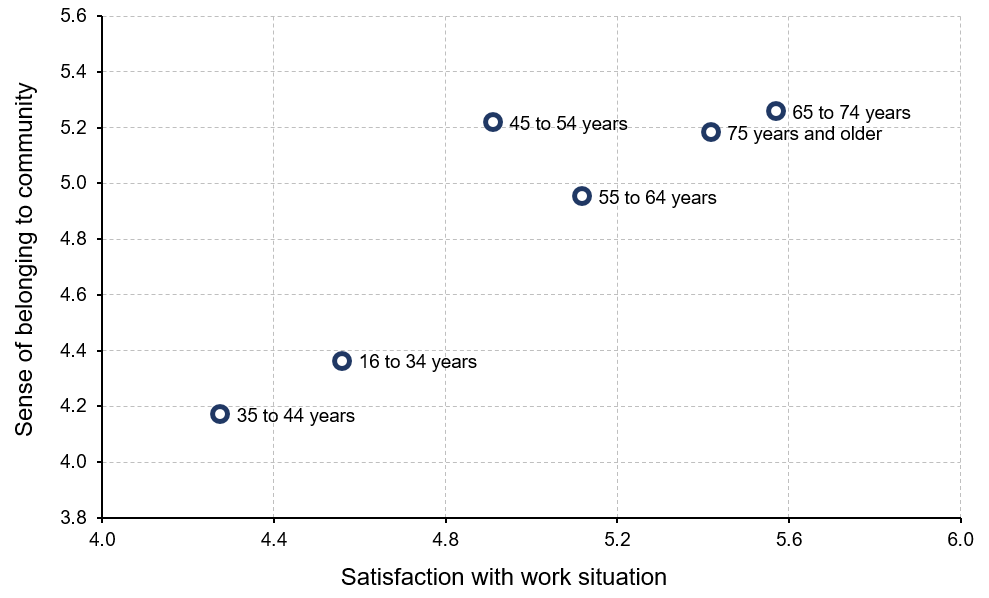 5.6
5.4
5.2
5.0
4.8
4.6
4.4
4.2
4.0
3.8
Sense of belonging to community
65 to 74 years
45 to 54 years
75 years and older
55 to 64 years
16 to 34 years
35 to 44 years
4.0 4.4 4.8 5.2 5.6 6.0
Satisfaction with work situation